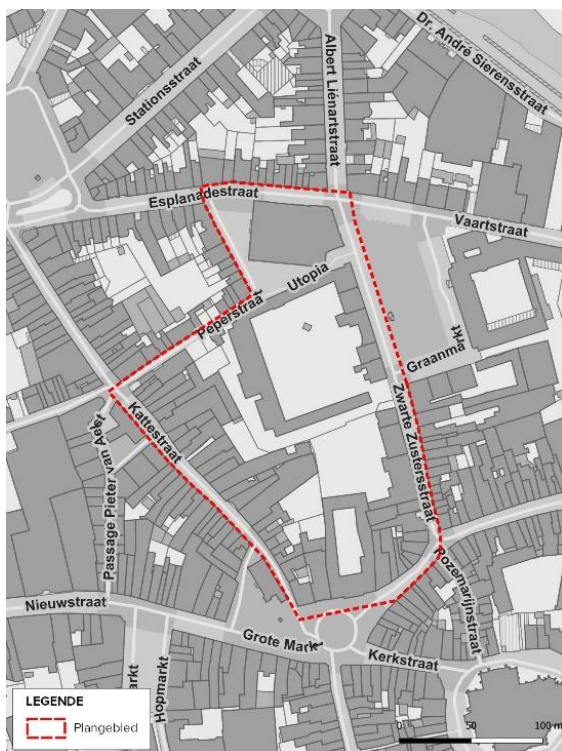 Dr. André Sierensstraat
Albert Liénartstraat
Stationsstraat
Esplanadestraat
Vaartstraat
Utopia
Peperstraat
Graanmarkt
Kattestraat
Zwarte Zustersstraat
Passage Pieter van Aelst
Rozemarijnstraat
Nieuwstraat
Grote Markt
Kerkstraat
Hopmarkt
arkt
LEGENDE
Plangebied
50
100 m